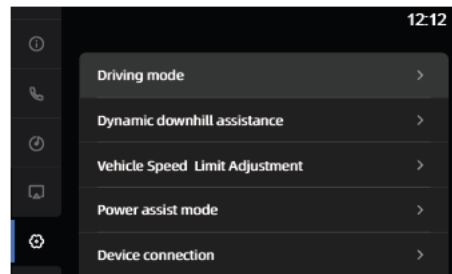 12:12
Driving mode
Dynamic downhill assistance
Vehicle Speed Limit Adjustment
Power assist mode
Device connection